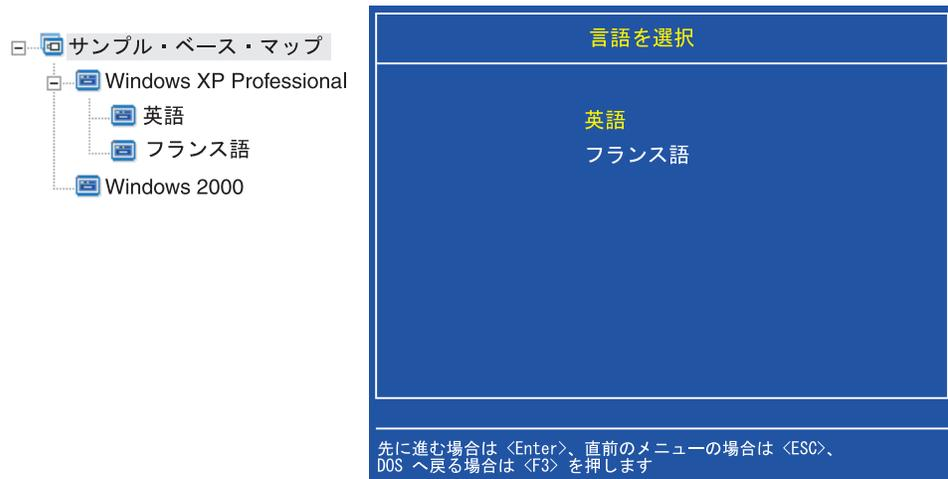 サンプル・ベース・マップ
Windows XP Professional
英語
フランス語
Windows 2000
言語を選択
英語
フランス語
先に進む場合は <Enter>、直前のメニューの場合は <ESC>、
DOS へ戻る場合は <F3> を押します